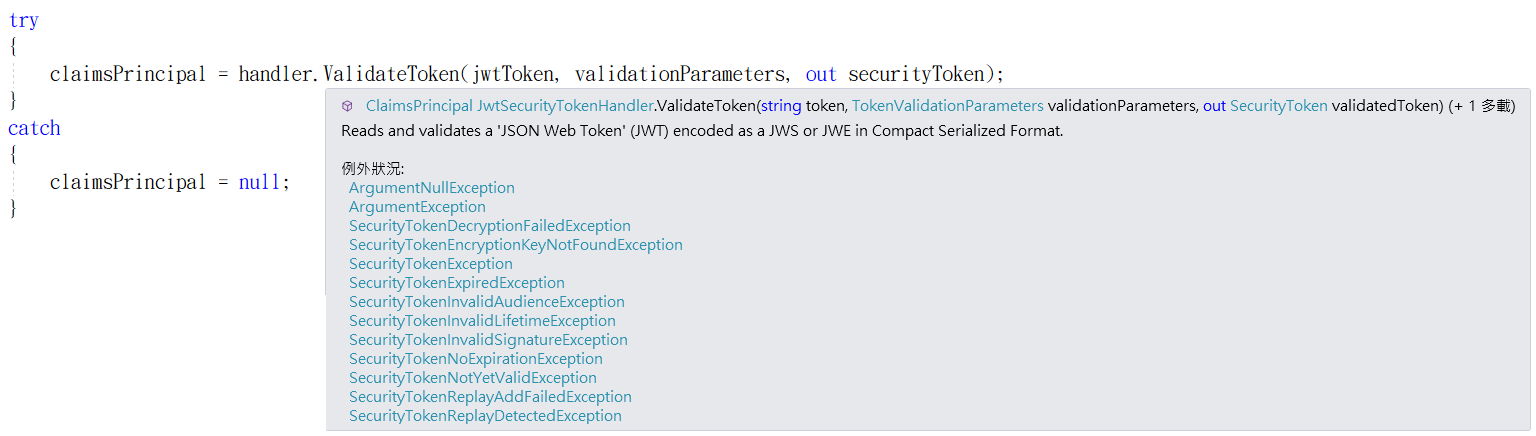 try
{
claimsPrincipal = handler.ValidateToken(jwtToken, validationParameters, out securityToken);
}
ClaimsPrincipal JwtSecurityTokenHandler.ValidateToken(string token, TokenValidationParameters validationParameters, out SecurityToken validatedToken) (+ 1 多載)
catch
Reads and validates a 'JSON Web Token' (JWT) encoded as a JWS or JWE in Compact Serialized Format.
{
claimsPrincipal = null;
}
例外狀況:
ArgumentNullException
ArgumentException
SecurityTokenDecryptionFailedException
SecurityTokenEncryptionKeyNotFoundException
SecurityTokenException
SecurityTokenExpiredException
SecurityTokenInvalidAudienceException
SecurityTokenInvalidLifetimeException
SecurityTokenInvalidSignatureException
SecurityTokenNoExpirationException
SecurityTokenNotYetValidException
SecurityTokenReplayAddFailedException
SecurityTokenReplayDetectedException